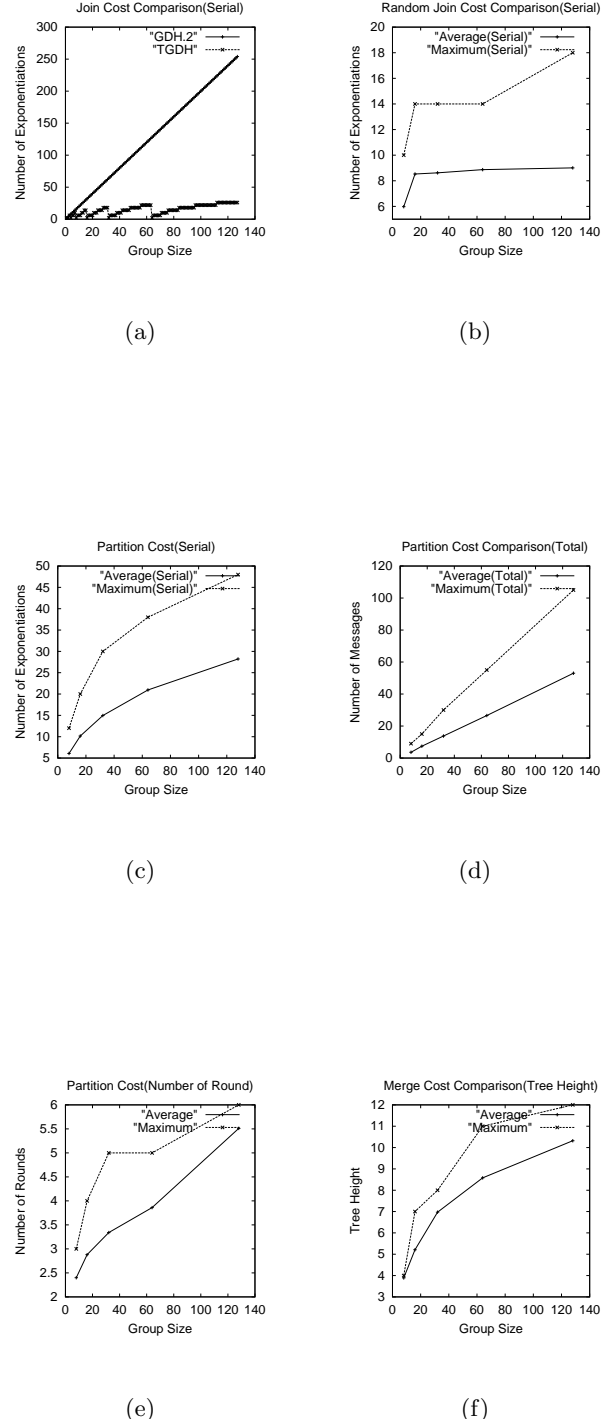 Join Cost Comparison(Serial)
Number of Exponentiations
300
250
200
150
100
50
0
"GDH.2"
"TGDH"
0 20 40 60 80 100 120 140
Group Size
(a)
Random Join Cost Comparison(Serial)
Number of Exponentiations
20
18
16
14
12
10
8
6
"Average(Serial)"
"Maximum(Serial)"
0 20 40 60 80 100 120 140
Group Size
(b)
Partition Cost(Serial)
Number of Exponentiations
50
45
40
35
30
25
20
15
10
5
"Average(Serial)"
"Maximum(Serial)"
0 20 40 60 80 100 120 140
Group Size
(c)
Partition Cost Comparison(Total)
Number of Messages
120
100
80
60
40
20
0
"Average(Total)"
"Maximum(Total)"
0 20 40 60 80 100 120 140
Group Size
(d)
Partition Cost(Number of Round)
Number of Rounds
6
5.5
5
4.5
4
3.5
3
2.5
2
"Average"
"Maximum"
0 20 40 60 80 100 120 140
Group Size
(e)
Merge Cost Comparison(Tree Height)
Tree Height
12
11
10
9
8
7
6
5
4
3
"Average"
"Maximum"
0 20 40 60 80 100 120 140
Group Size
(f)